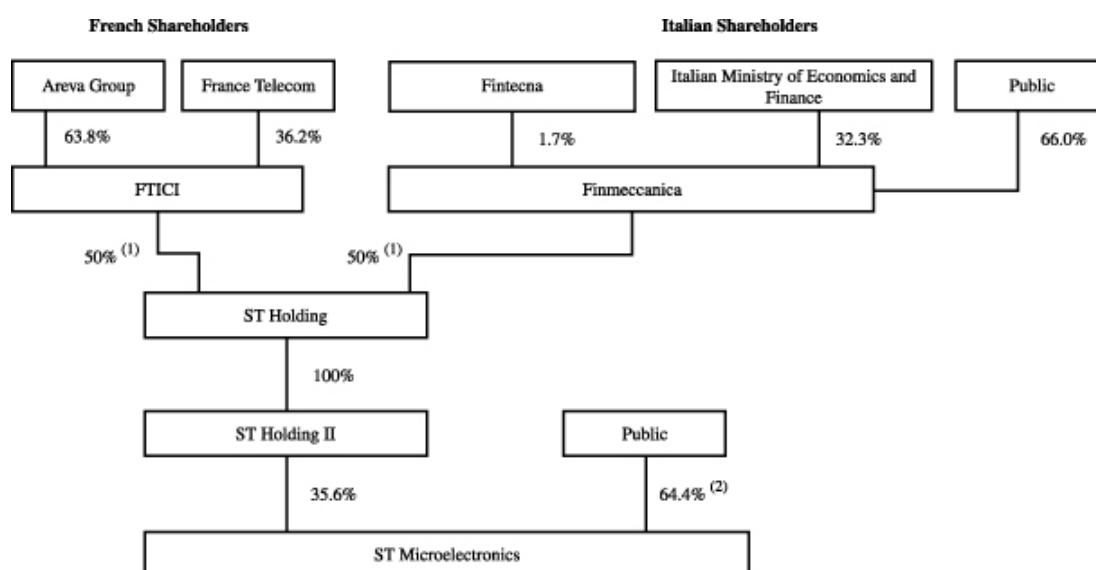 French Shareholders
Italian Shareholders
Areva Group
France Telecom
Fintecna
Italian Ministry of Economics and
Finance
Public
63.8%
36.2%
1.7%
32.3%
66.0%
FTICI
Finmeccanica
50% (1)
50% (1)
ST Holding
100%
ST Holding II
Public
35.6%
64.4% (2)
ST Microelectronics